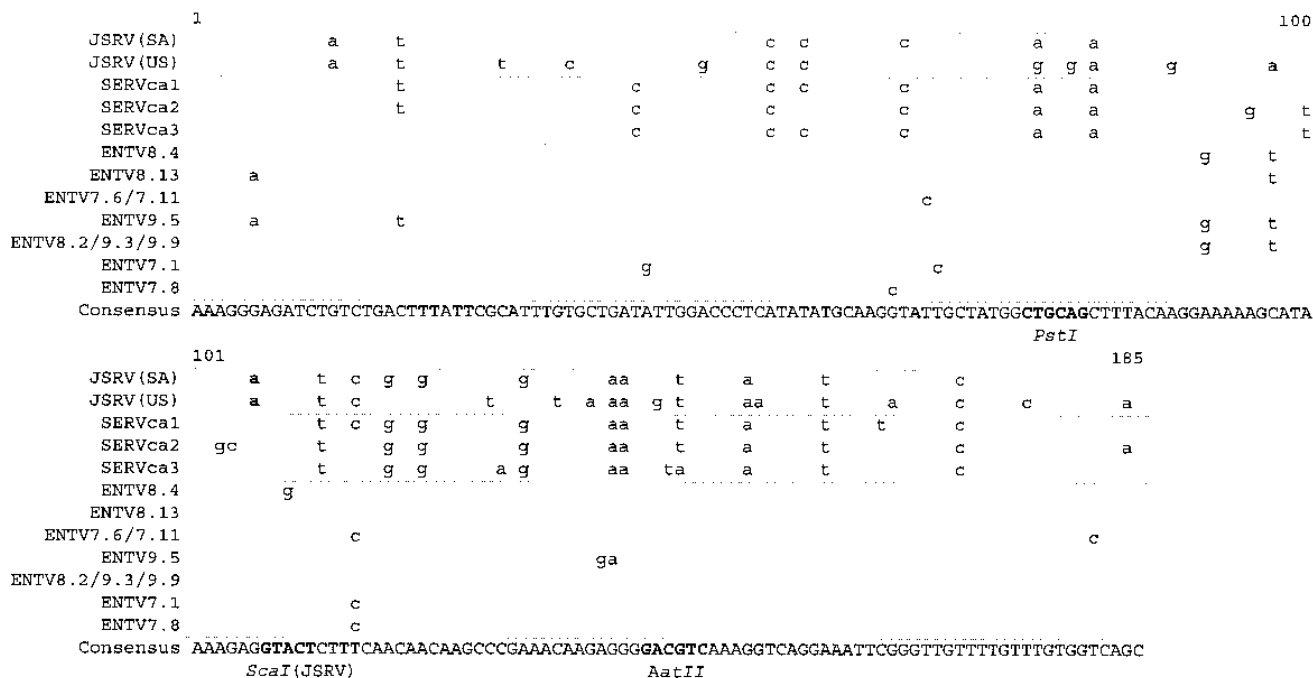 1 100
JSRV(SA) a t c c c a a
JSRV(US) a t t c g c c g g a g a
SERVca1 t c c c c a a
SERVca2 t c c c c a a g t
SERVca3 c c c c a a t
ENTV8.4 g t
ENTV8.13 a t
ENTV7.6/7.11 c
ENTV9.5 a t g t
ENTV8.2/9.3/9.9 g t
ENTV7.1 g c
ENTV7.8 c
Consensus AAAGGGAGATCTGTCTGACTTTATTCGCATTTGTGCTGATATTGGACCCTCATATATGCAAGGTATTGCTATGGCTGCAGCTTTACAAGGAAAAAGCATA
PstI
101 185
JSRV(SA) a t c g g g aa t a t c
JSRV(US) a t c t t a aa g t aa t a c c a
SERVca1 t c g g g aa t a t t c
SERVca2 gc t g g g aa t a t c a
SERVca3 t g g a g aa ta a t c
ENTV8.4 g
ENTV8.13
ENTV7.6/7.11 c c
ENTV9.5 ga
ENTV8.2/9.3/9.9
ENTV7.1 c
ENTV7.8 c
Consensus AAAGAGGTACTCTTTCAACAACAAGCCCGAAACAAGAGGGGACGTCAAAGGTCAGGAAATTCGGGTTGTTTTGTTTGTGGTCAGC
ScaI(JSRV) AatII